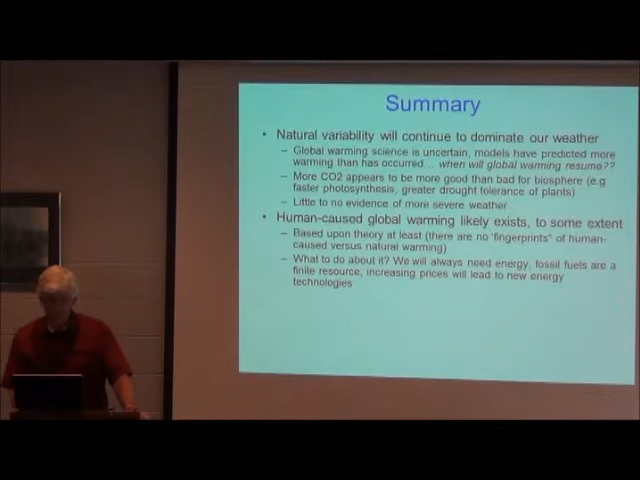 Summary
• Natural variability will continue to dominate our weather
– Global warming science is uncertain, models have predicted more
warming than has occurred... when will global warming resume??
– More CO2 appears to be more good than bad for biosphere (e.g
faster photosynthesis, greater drought tolerance of plants)
– Little to no evidence of more severe weather
• Human-caused global warming likely exists, to some extent
– Based upon theory at least (there are no "fingerprints" of human-
caused versus natural warming)
– What to do about it? We will always need energy, fossil fuels are a
finite resource, increasing prices will lead to new energy
technologies